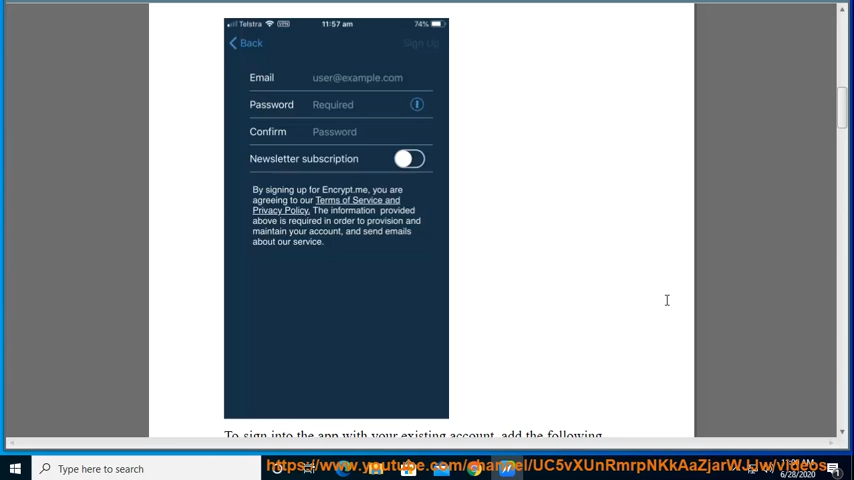 Telstra VPN 11:57 am 74%
Back Sign Up
Email user@example.com
Password Required
Confirm Password
Newsletter subscription
By signing up for Encrypt.me, you are
agreeing to our Terms of Service and
Privacy Policy. The information provided
above is required in order to provision and
maintain your account, and send emails
about our service.
To sign into the app with your existing account, add the following
Type here to search
https://www.youtube.com/channel/UC5vXUnRmrpNKkAaZjarWJJw/videos
6/28/2020